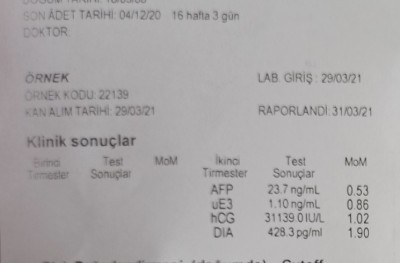 SON ADET TARİHİ: 04/12/20 16 hafta 3 gün
DOKTOR:
ÖRNEK LAB. GİRİŞ : 29/03/21
ÖRNEK KODU: 22139
KAN ALIM TARİHİ: 29/03/21 RAPORLANDI: 31/03/21
Klinik sonuçlar
Birinci Test MoM İkinci Test MoM
Tirmester Sonuçlar Tirmester Sonuçlar
AFP 23.7 ng/mL 0.53
uE3 1.10 ng/mL 0.86
hCG 31139.0 IU/L 1.02
DIA 428.3 pg/ml 1.90